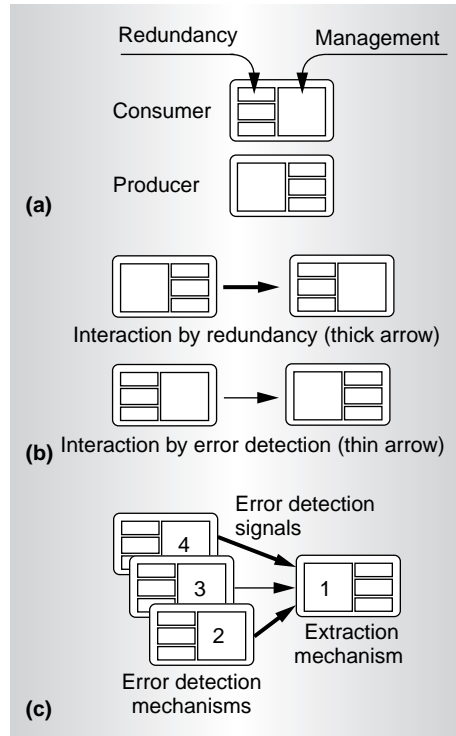 Redundancy Management
Consumer
Producer
(a)
Interaction by redundancy (thick arrow)
Interaction by error detection (thin arrow)
(b)
Error detection
signals
4
3
1
2
Extraction
mechanism
Error detection
mechanisms
(c)